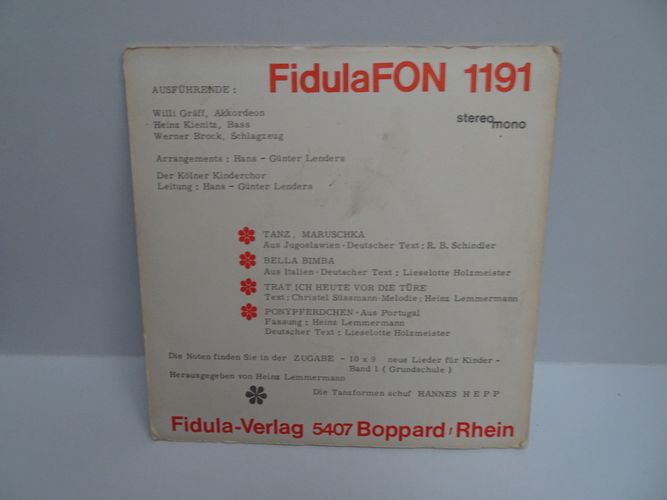 FidulaFON 1191
AUSFÜHRENDE :
stereo
mono
Willi Gräff, Akkordeon
Heinz Kienitz, Bass
Werner Brock, Schlagzeug
Arrangements : Hans - Günter Lenders
Der Kölner Kinderchor
Leitung : Hans - Günter Lenders
TANZ, MARUSCHKA
Aus Jugoslawien · Deutscher Text : R. B. Schindler
BELLA BIMBA
Aus Italien · Deutscher Text : Lieselotte Holzmeister
TRAT ICH HEUTE VOR DIE TÜRE
Text : Christel Süssmann · Melodie : Heinz Lemmermann
PONYPFERDCHEN · Aus Portugal
Fassung : Heinz Lemmermann
Deutscher Text : Lieselotte Holzmeister
Die Noten finden Sie in der ZUGABE - 10 x 9 neue Lieder für Kinder -
Band 1 ( Grundschule )
Herausgegeben von Heinz Lemmermann
Die Tanzformen schuf HANNES H E P P
Fidula-Verlag 5407 Boppard/Rhein